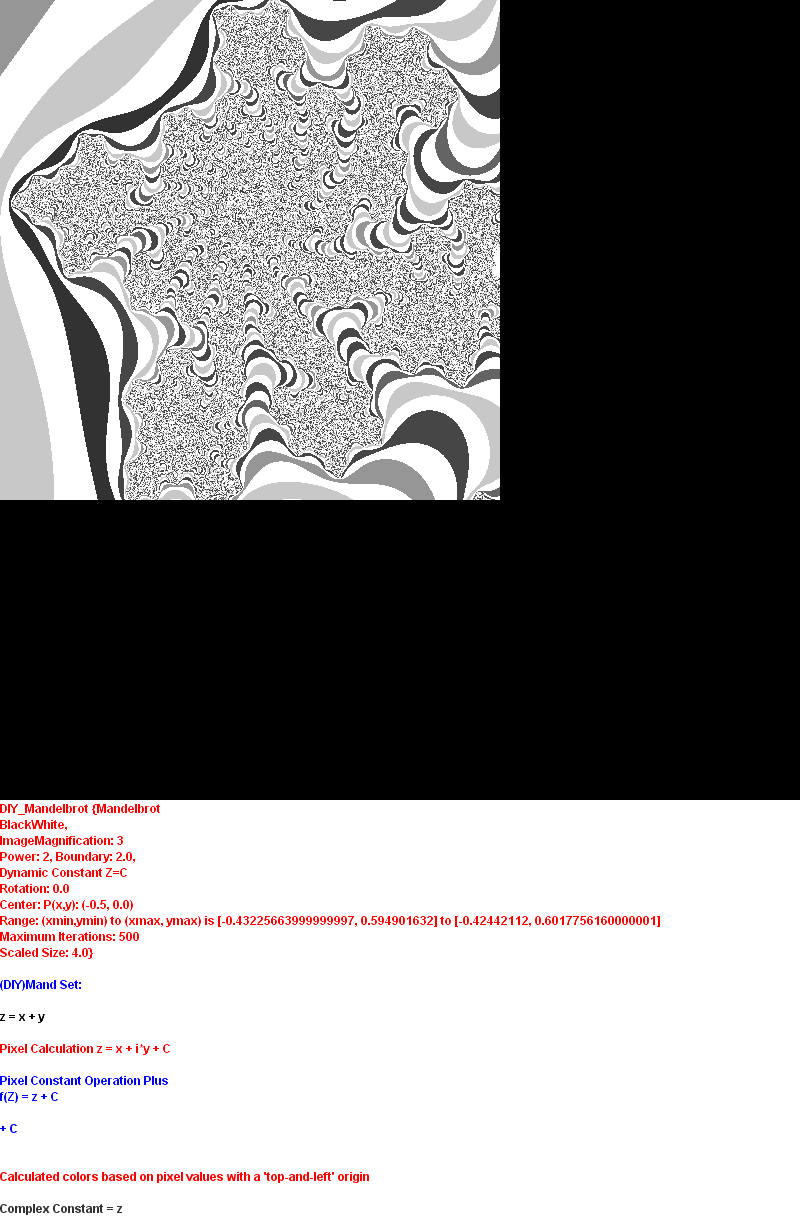 DIY_Mandelbrot {Mandelbrot
BlackWhite,
ImageMagnification: 3
Power: 2, Boundary: 2.0,
Dynamic Constant Z=C
Rotation: 0.0
Center: P(x,y): (-0.5, 0.0)
Range: (xmin,ymin) to (xmax, ymax) is [-0.43225663999999997, 0.594901632] to [-0.42442112, 0.6017756160000001]
Maximum Iterations: 500
Scaled Size: 4.0}
(DIY)Mand Set:
z = x + y
Pixel Calculation z = x + i*y + C
Pixel Constant Operation Plus
f(Z) = z + C
+ C
Calculated colors based on pixel values with a 'top-and-left' origin
Complex Constant = z